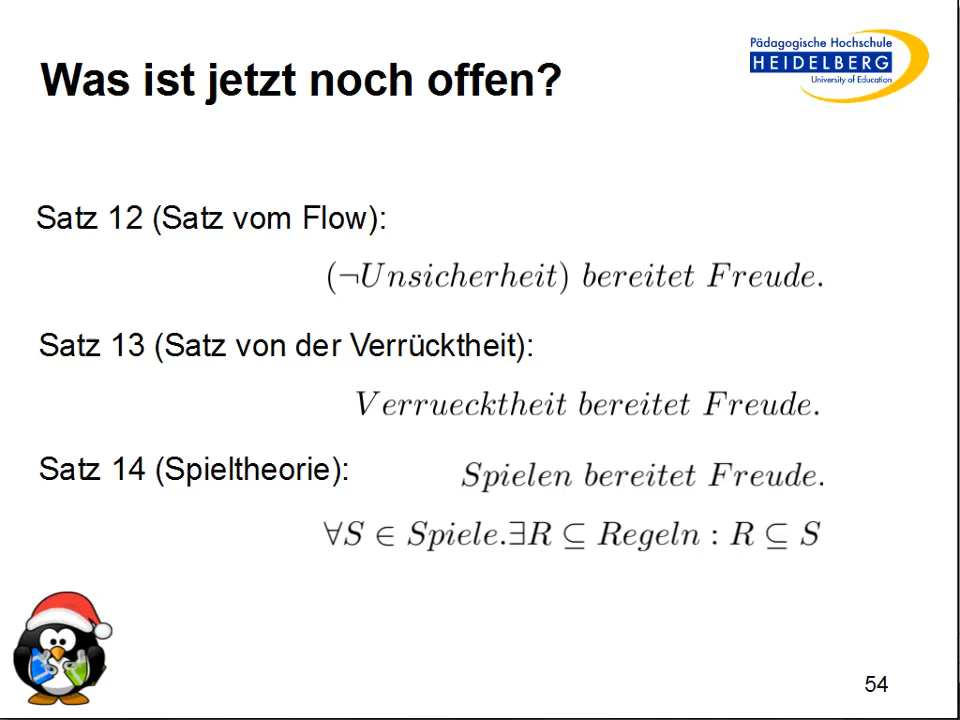 Was ist jetzt noch offen?
Pädagogische Hochschule
HEIDELBERG
University of Education
Satz 12 (Satz vom Flow):
(¬Unsicherheit) bereitet Freude.
Satz 13 (Satz von der Verrücktheit):
Verruecktheit bereitet Freude.
Satz 14 (Spieltheorie):
Spielen bereitet Freude.
∀S ∈ Spiele.∃R ⊆ Regeln : R ⊆ S
54